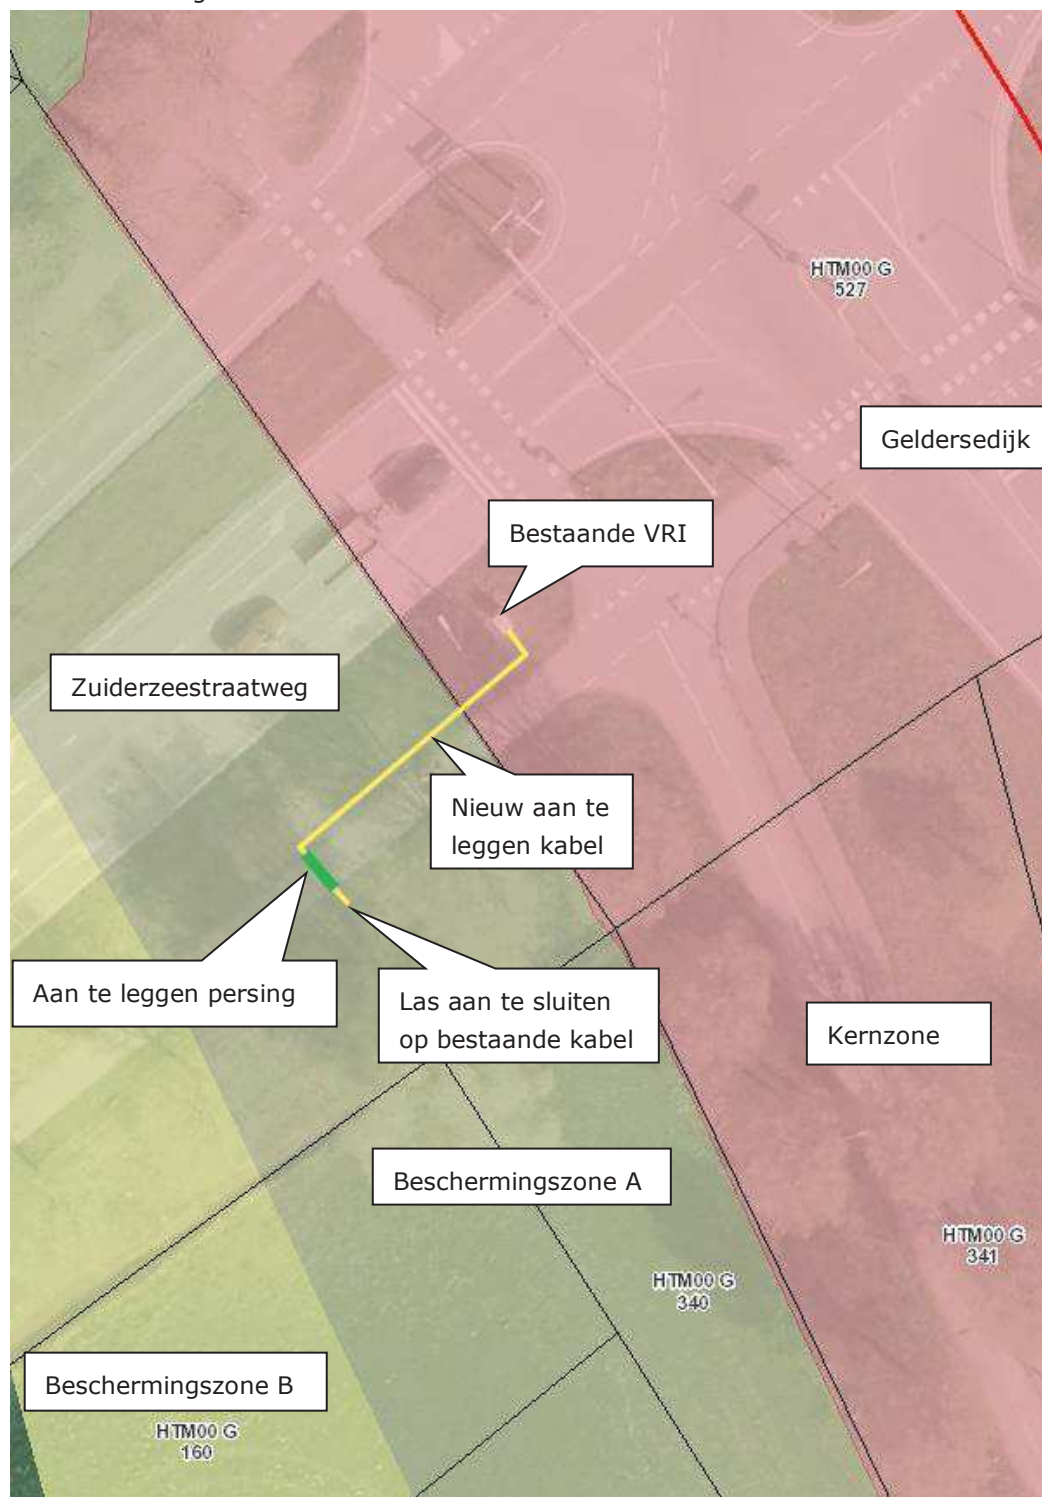 HTM00 G
527
Geldersedijk
Bestaande VRI
Zuiderzeestraatweg
Nieuw aan te
leggen kabel
Aan te leggen persing
Las aan te sluiten
op bestaande kabel
Kernzone
Beschermingszone A
HTM00 G
341
HTM00 G
340
Beschermingszone B
HTM00 G
160